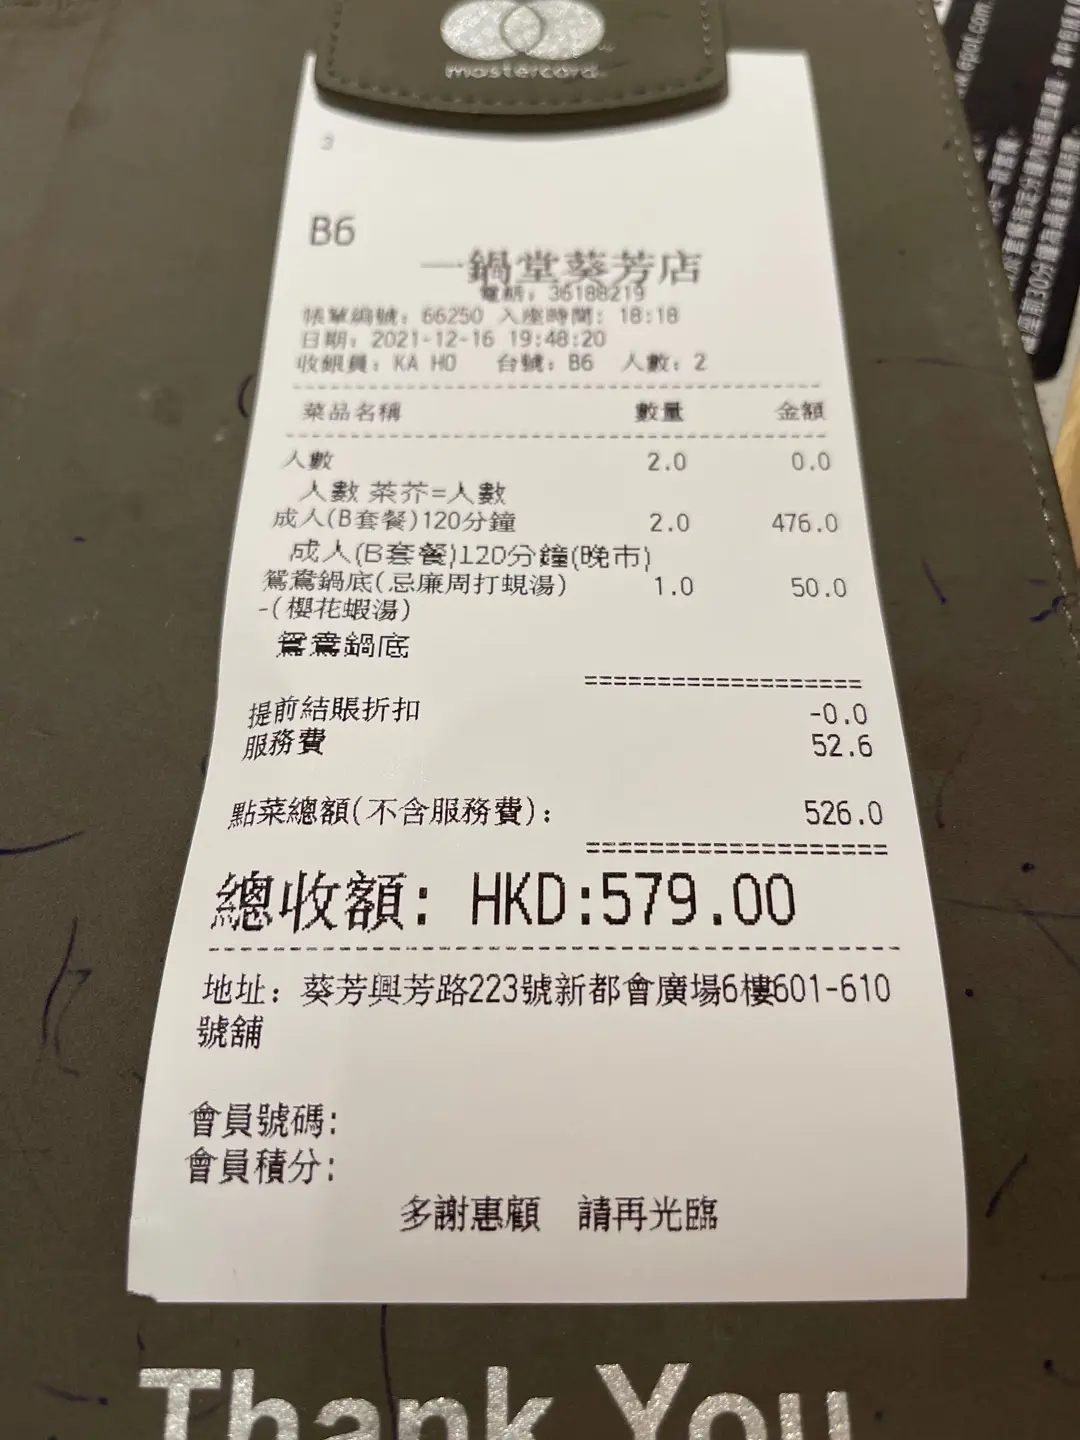 mastercard
3
B6
一鍋堂葵芳店
電話: 36188219
帳單編號: 66250 入座時間: 18:18
日期: 2021-12-16 19:48:20
收銀員: KA HO 台號: B6 人數: 2
菜品名稱 數量 金額
人數 2.0 0.0
人數 茶芥=人數
成人(B套餐)120分鐘 2.0 476.0
成人(B套餐)120分鐘(晚市)
鴛鴦鍋底(忌廉周打蜆湯) 1.0 50.0
-(櫻花蝦湯)
鴛鴦鍋底
===================
提前結賬折扣 -0.0
服務費 52.6
點菜總額(不含服務費): 526.0
===================
總收額: HKD:579.00
地址: 葵芳興芳路223號新都會廣場6樓601-610
號舖
會員號碼:
會員積分:
多謝惠顧 請再光臨
Thank You